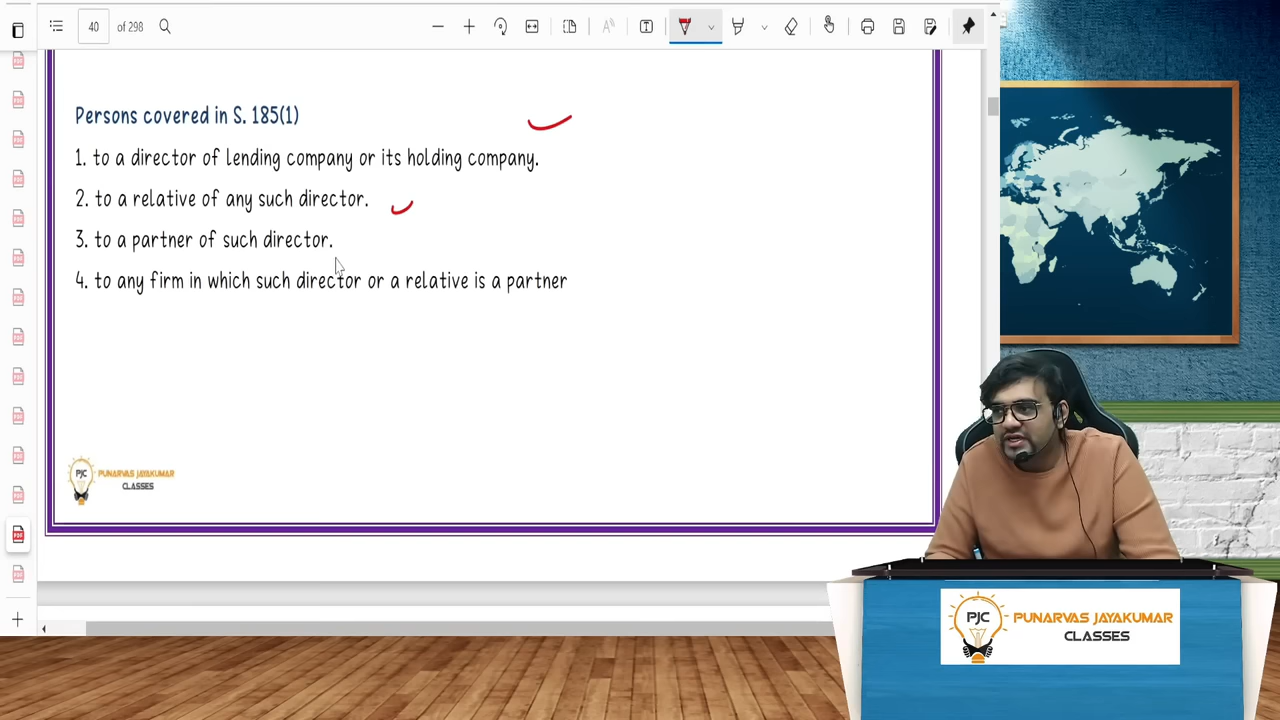 40 of 298
Persons covered in S. 185(1)
1. to a director of lending company or its holding company.
2. to a relative of any such director.
3. to a partner of such director.
4. to any firm in which such director or a relative is a partner
PJC PUNARVAS JAYAKUMAR
CLASSES
PJC PUNARVAS JAYAKUMAR
CLASSES